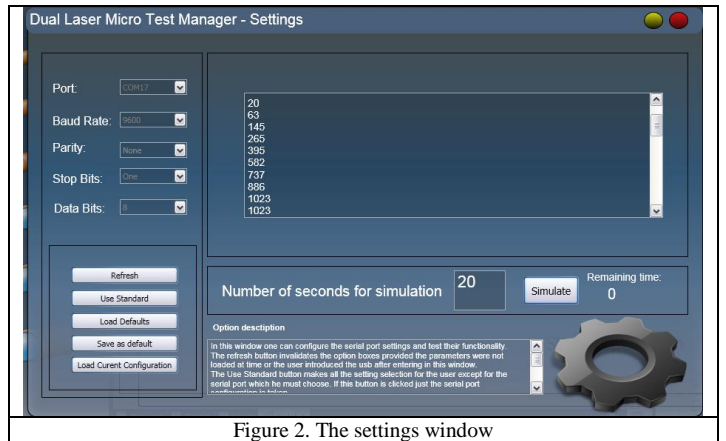 Dual Laser Micro Test Manager - Settings
Port: COM17
Baud Rate: 9600
Parity: None
Stop Bits: One
Data Bits: 8
Refresh
Use Standard
Load Defaults
Save as default
Load Curent Configuration
20
63
145
265
395
582
737
886
1023
1023
Number of seconds for simulation 20 Simulate Remaining time:
0
Option desctiption
In this window one can configure the serial port settings and test their functionality.
The refresh button invalidates the option boxes provided the parameters were not
loaded at time or the user introduced the usb after entering in this window.
The Use Standard button makes all the setting selection for the user except for the
serial port which he must choose. If this button is clicked just the serial port
configuration is taken
Figure 2. The settings window